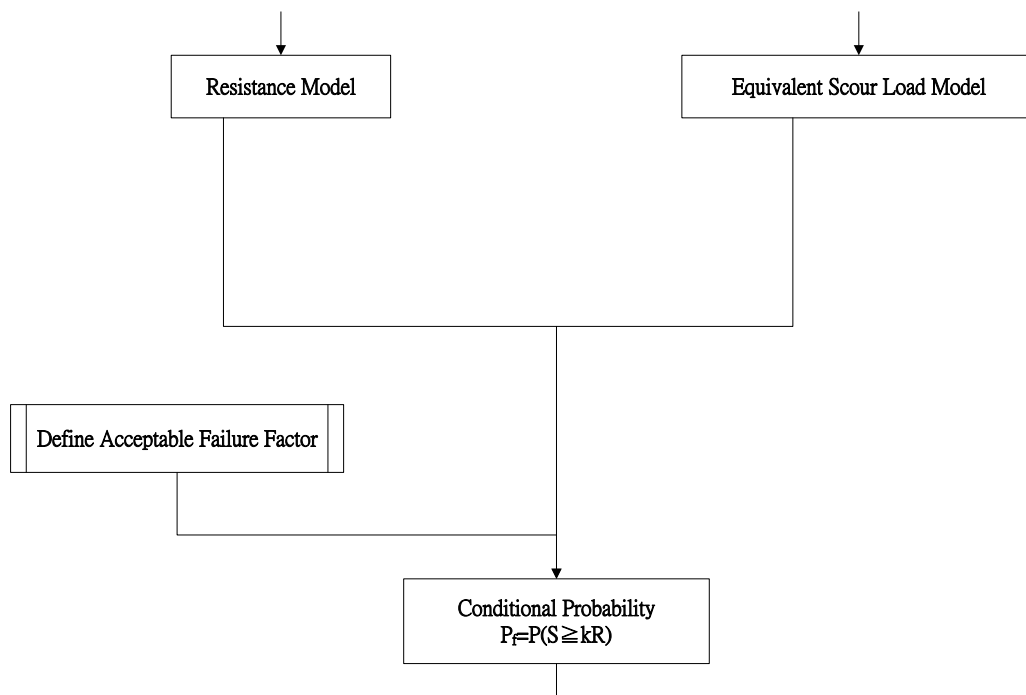 Resistance Model
Equivalent Scour Load Model
Define Acceptable Failure Factor
Conditional Probability
Pf=P(S≧kR)